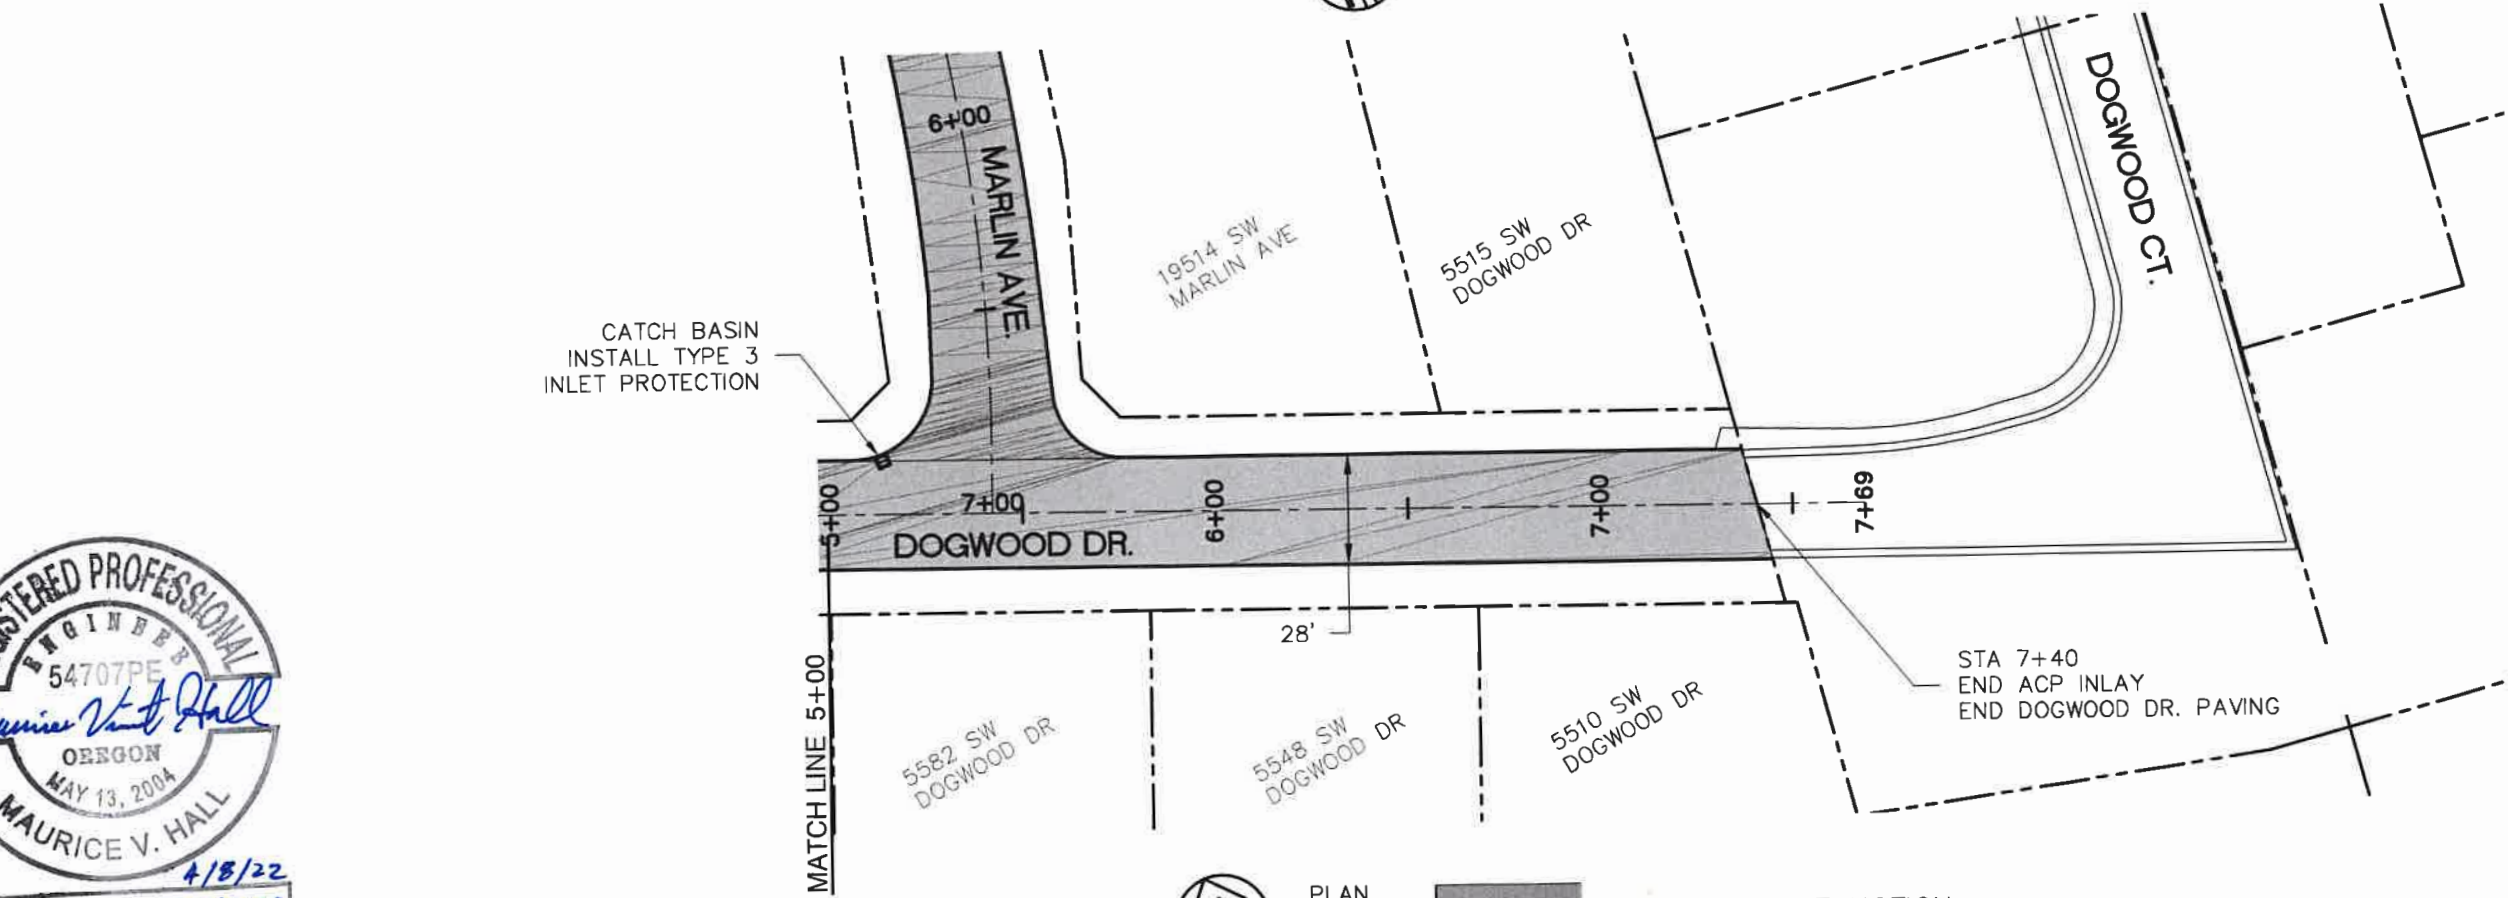 6+00
MARLIN AVE.
DOGWOOD CT.
19514 SW
MARLIN AVE
5515 SW
DOGWOOD DR
CATCH BASIN
INSTALL TYPE 3
INLET PROTECTION
5+00
7+00
6+00
7+00
7+69
DOGWOOD DR.
28'
MATCH LINE 5+00
5582 SW
DOGWOOD DR
5548 SW
DOGWOOD DR
5510 SW
DOGWOOD DR
STA 7+40
END ACP INLAY
END DOGWOOD DR. PAVING
PROFESSIONAL
ENGINEER
54707PE
OREGON
MAY 13, 2004
MAURICE V. HALL
4/8/22
PLAN